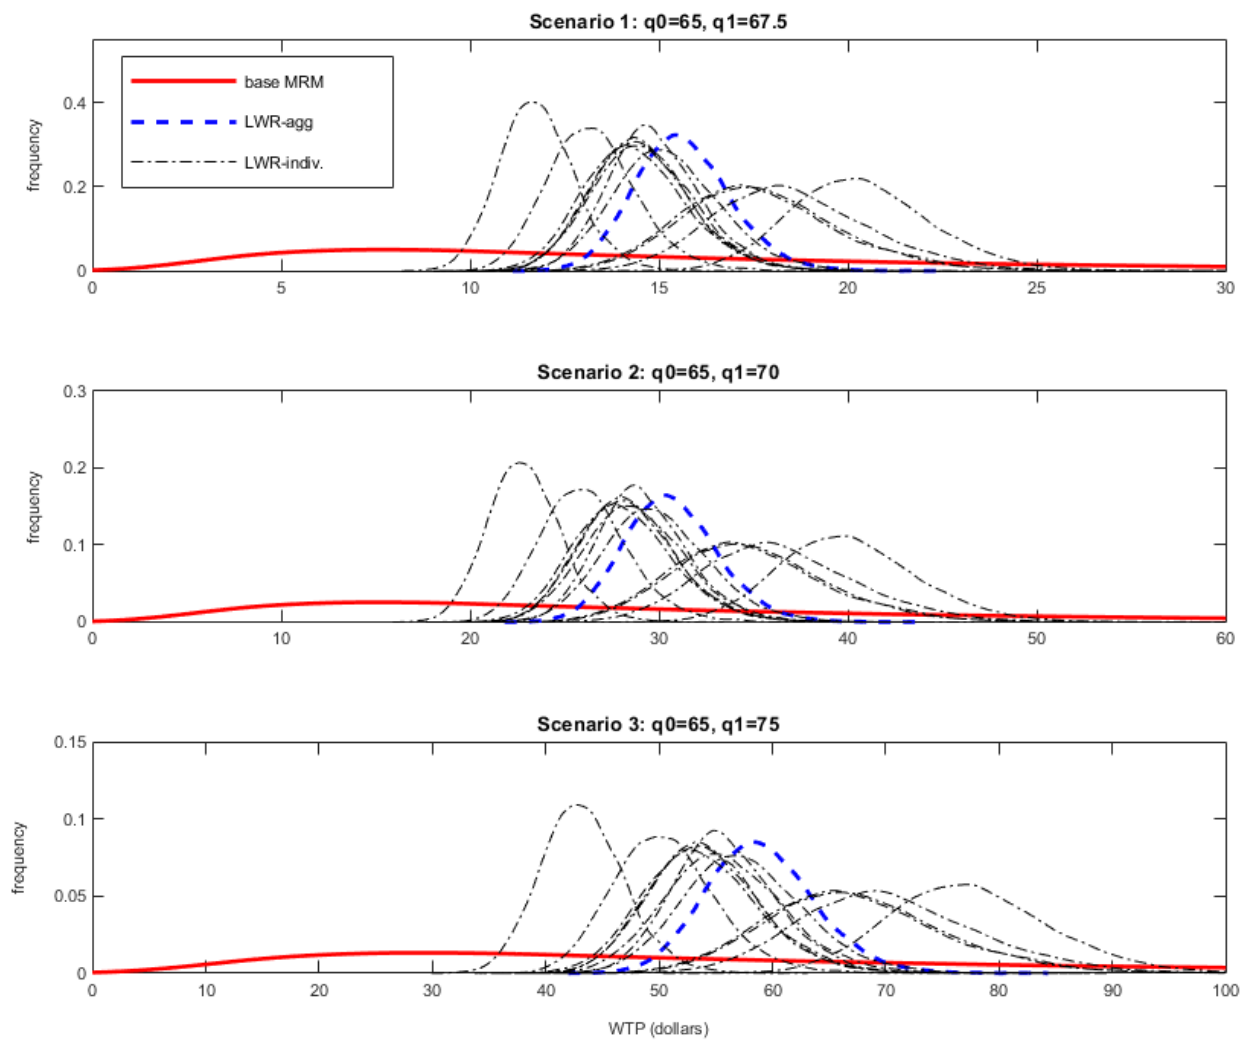 Scenario 1: q0=65, q1=67.5
base MRM
LWR-agg
LWR-indiv.
frequency
0.4
0.2
0
0 5 10 15 20 25 30
Scenario 2: q0=65, q1=70
frequency
0.3
0.2
0.1
0
0 10 20 30 40 50 60
Scenario 3: q0=65, q1=75
frequency
0.15
0.1
0.05
0
0 10 20 30 40 50 60 70 80 90 100
WTP (dollars)